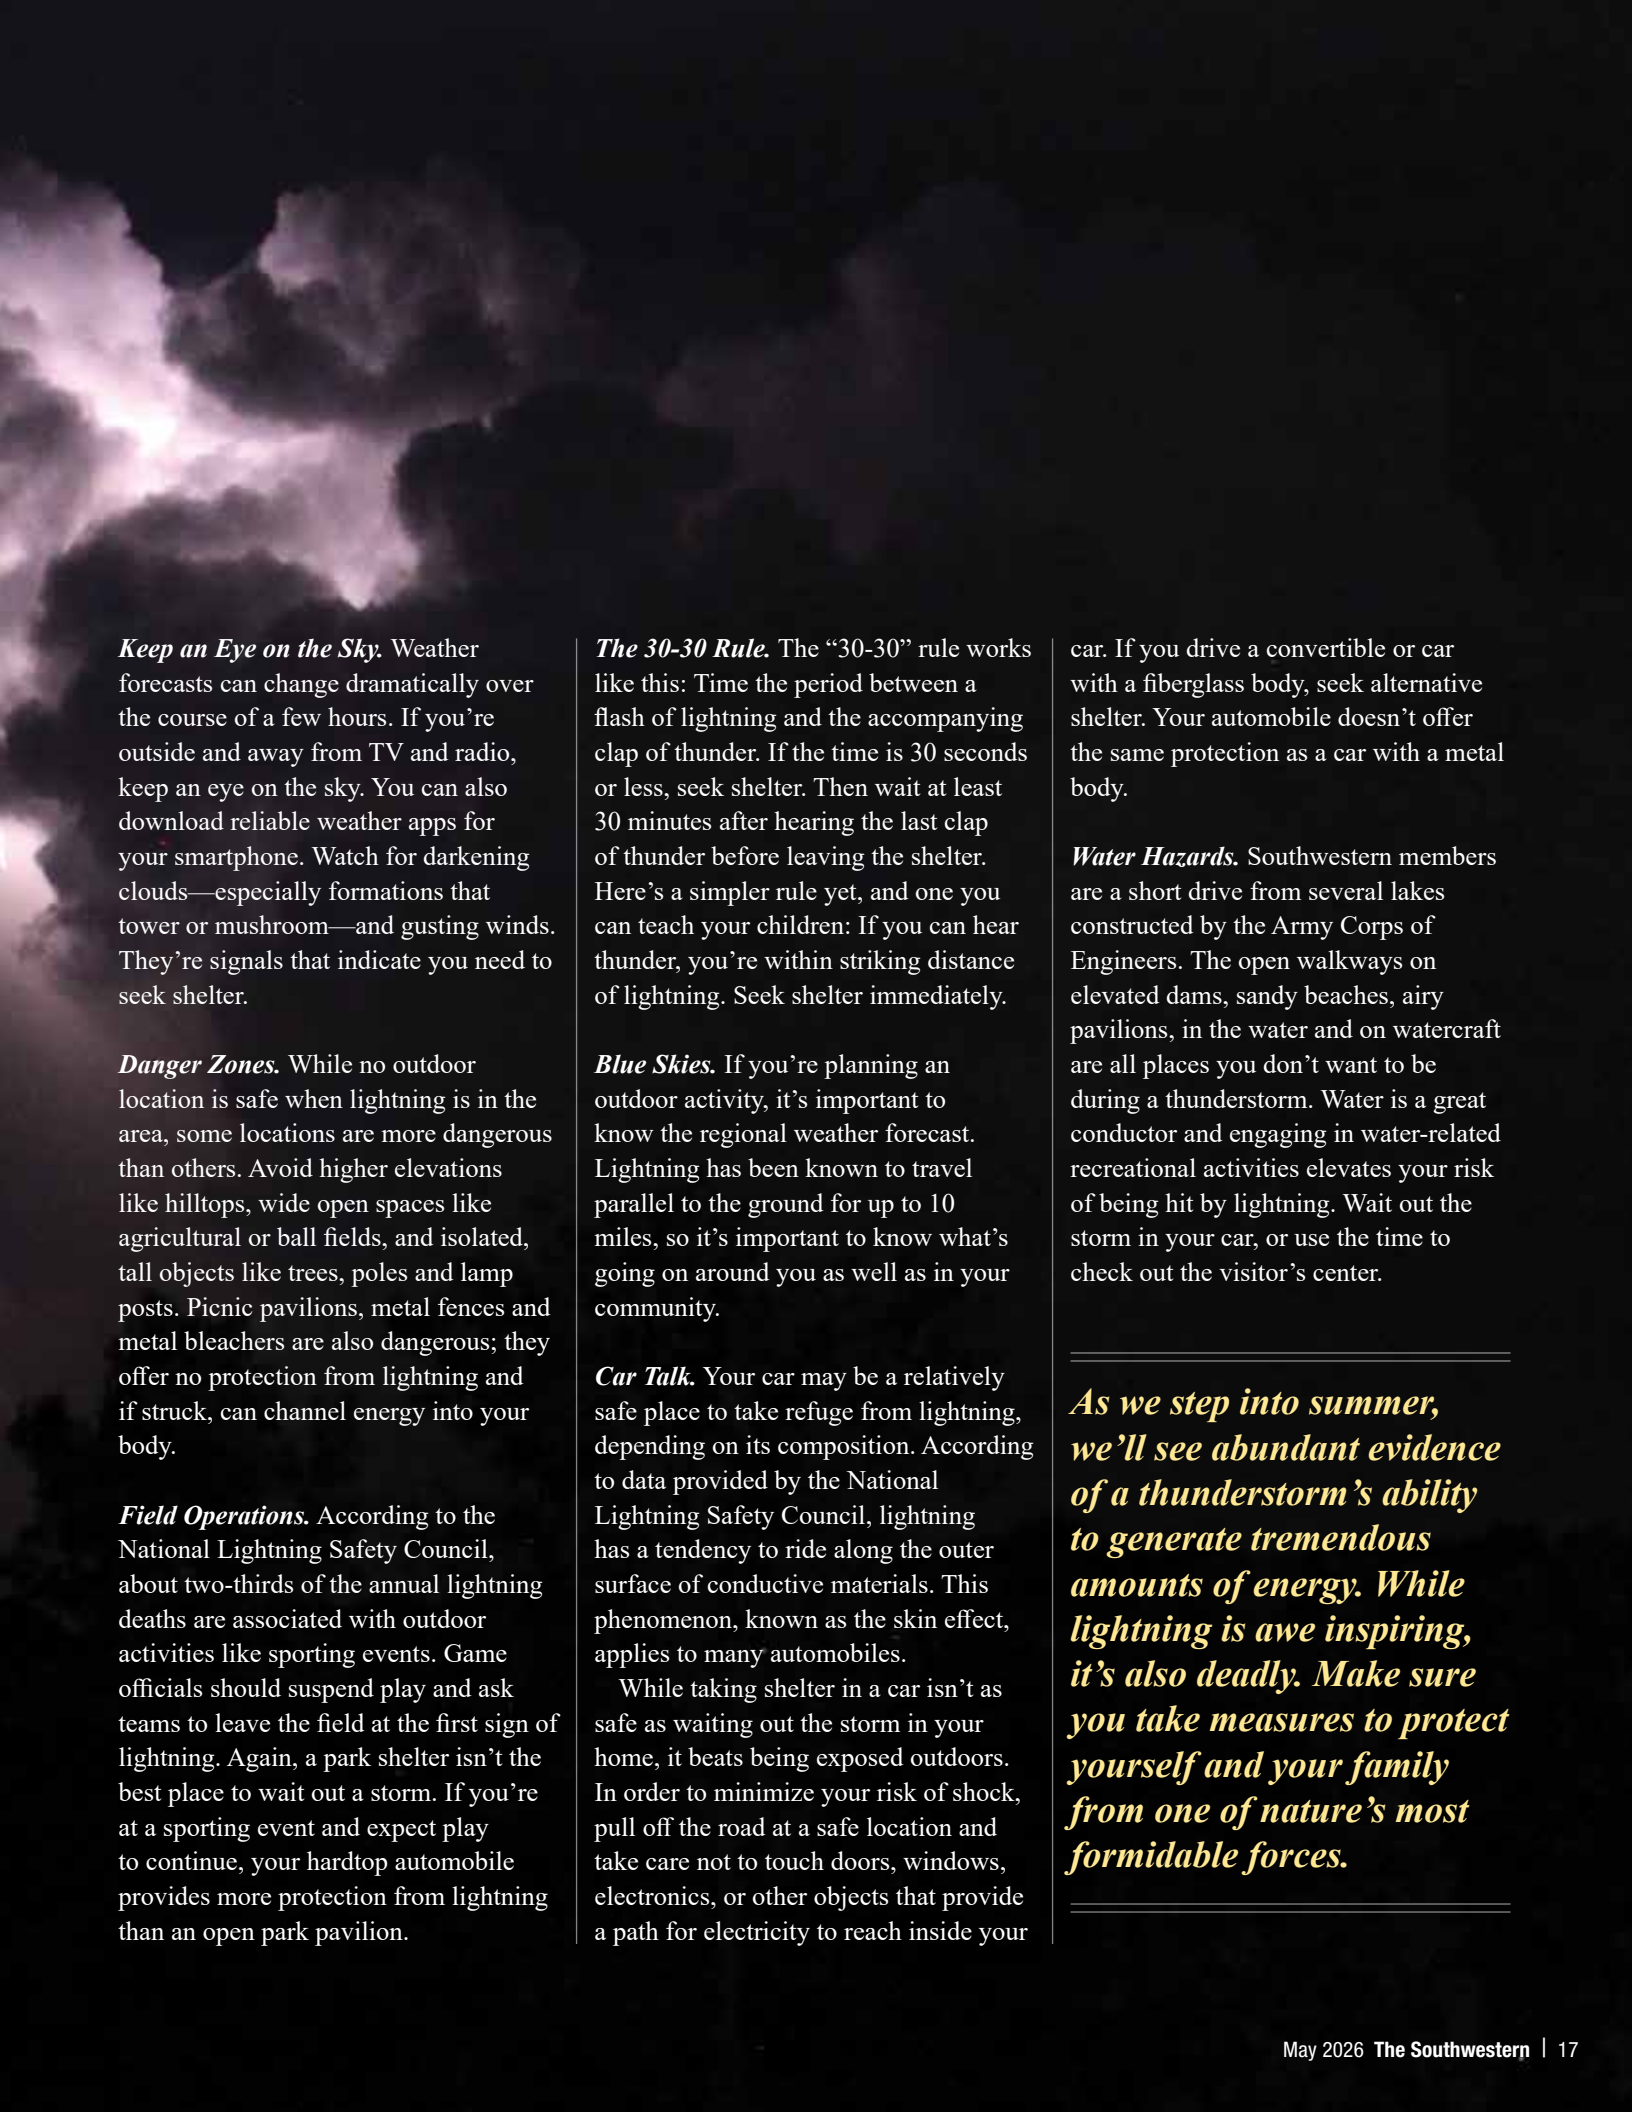 Keep an Eye on the Sky. Weather
forecasts can change dramatically over
the course of a few hours. If you’re
outside and away from TV and radio,
keep an eye on the sky. You can also
download reliable weather apps for
your smartphone. Watch for darkening
clouds—especially formations that
tower or mushroom—and gusting winds.
They’re signals that indicate you need to
seek shelter.
Danger Zones. While no outdoor
location is safe when lightning is in the
area, some locations are more dangerous
than others. Avoid higher elevations
like hilltops, wide open spaces like
agricultural or ball fields, and isolated,
tall objects like trees, poles and lamp
posts. Picnic pavilions, metal fences and
metal bleachers are also dangerous; they
offer no protection from lightning and
if struck, can channel energy into your
body.
Field Operations. According to the
National Lightning Safety Council,
about two-thirds of the annual lightning
deaths are associated with outdoor
activities like sporting events. Game
officials should suspend play and ask
teams to leave the field at the first sign of
lightning. Again, a park shelter isn’t the
best place to wait out a storm. If you’re
at a sporting event and expect play
to continue, your hardtop automobile
provides more protection from lightning
than an open park pavilion.
The 30-30 Rule. The “30-30” rule works
like this: Time the period between a
flash of lightning and the accompanying
clap of thunder. If the time is 30 seconds
or less, seek shelter. Then wait at least
30 minutes after hearing the last clap
of thunder before leaving the shelter.
Here’s a simpler rule yet, and one you
can teach your children: If you can hear
thunder, you’re within striking distance
of lightning. Seek shelter immediately.
Blue Skies. If you’re planning an
outdoor activity, it’s important to
know the regional weather forecast.
Lightning has been known to travel
parallel to the ground for up to 10
miles, so it’s important to know what’s
going on around you as well as in your
community.
Car Talk. Your car may be a relatively
safe place to take refuge from lightning,
depending on its composition. According
to data provided by the National
Lightning Safety Council, lightning
has a tendency to ride along the outer
surface of conductive materials. This
phenomenon, known as the skin effect,
applies to many automobiles.
While taking shelter in a car isn’t as
safe as waiting out the storm in your
home, it beats being exposed outdoors.
In order to minimize your risk of shock,
pull off the road at a safe location and
take care not to touch doors, windows,
electronics, or other objects that provide
a path for electricity to reach inside your
car. If you drive a convertible or car
with a fiberglass body, seek alternative
shelter. Your automobile doesn’t offer
the same protection as a car with a metal
body.
Water Hazards. Southwestern members
are a short drive from several lakes
constructed by the Army Corps of
Engineers. The open walkways on
elevated dams, sandy beaches, airy
pavilions, in the water and on watercraft
are all places you don’t want to be
during a thunderstorm. Water is a great
conductor and engaging in water-related
recreational activities elevates your risk
of being hit by lightning. Wait out the
storm in your car, or use the time to
check out the visitor’s center.
As we step into summer,
we’ll see abundant evidence
of a thunderstorm’s ability
to generate tremendous
amounts of energy. While
lightning is awe inspiring,
it’s also deadly. Make sure
you take measures to protect
yourself and your family
from one of nature’s most
formidable forces.
May 2026 The Southwestern | 17